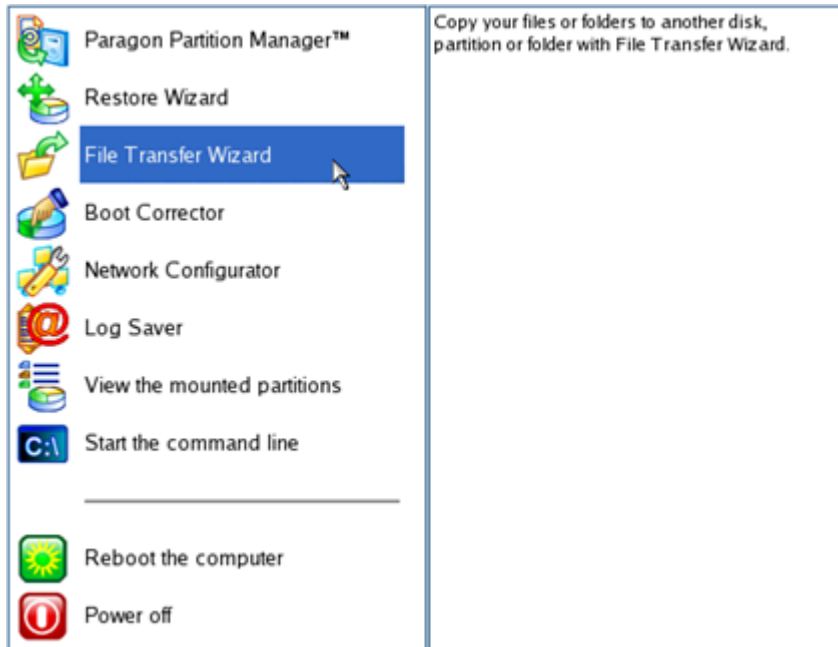 Paragon Partition Manager™
Restore Wizard
File Transfer Wizard
Boot Corrector
Network Configurator
Log Saver
View the mounted partitions
C:\
Start the command line
Reboot the computer
Power off
Copy your files or folders to another disk,
partition or folder with File Transfer Wizard.